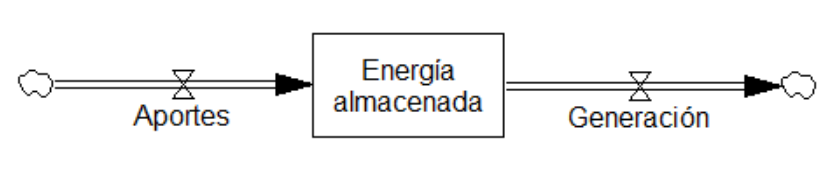 Energía
almacenada
Aportes
Generación